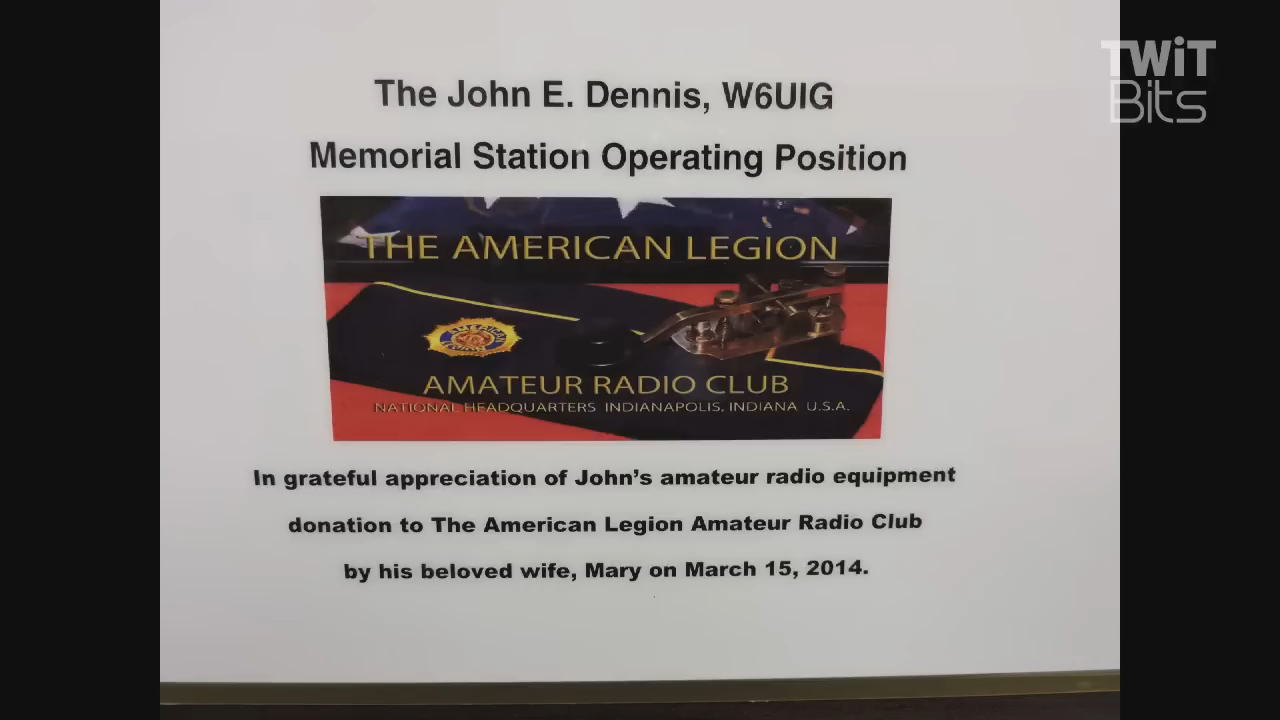 TWiT
Bits
The John E. Dennis, W6UIG
Memorial Station Operating Position
THE AMERICAN LEGION
AMERICAN
LEGION
AMATEUR RADIO CLUB
NATIONAL HEADQUARTERS INDIANAPOLIS, INDIANA U.S.A.
In grateful appreciation of John's amateur radio equipment
donation to The American Legion Amateur Radio Club
by his beloved wife, Mary on March 15, 2014.